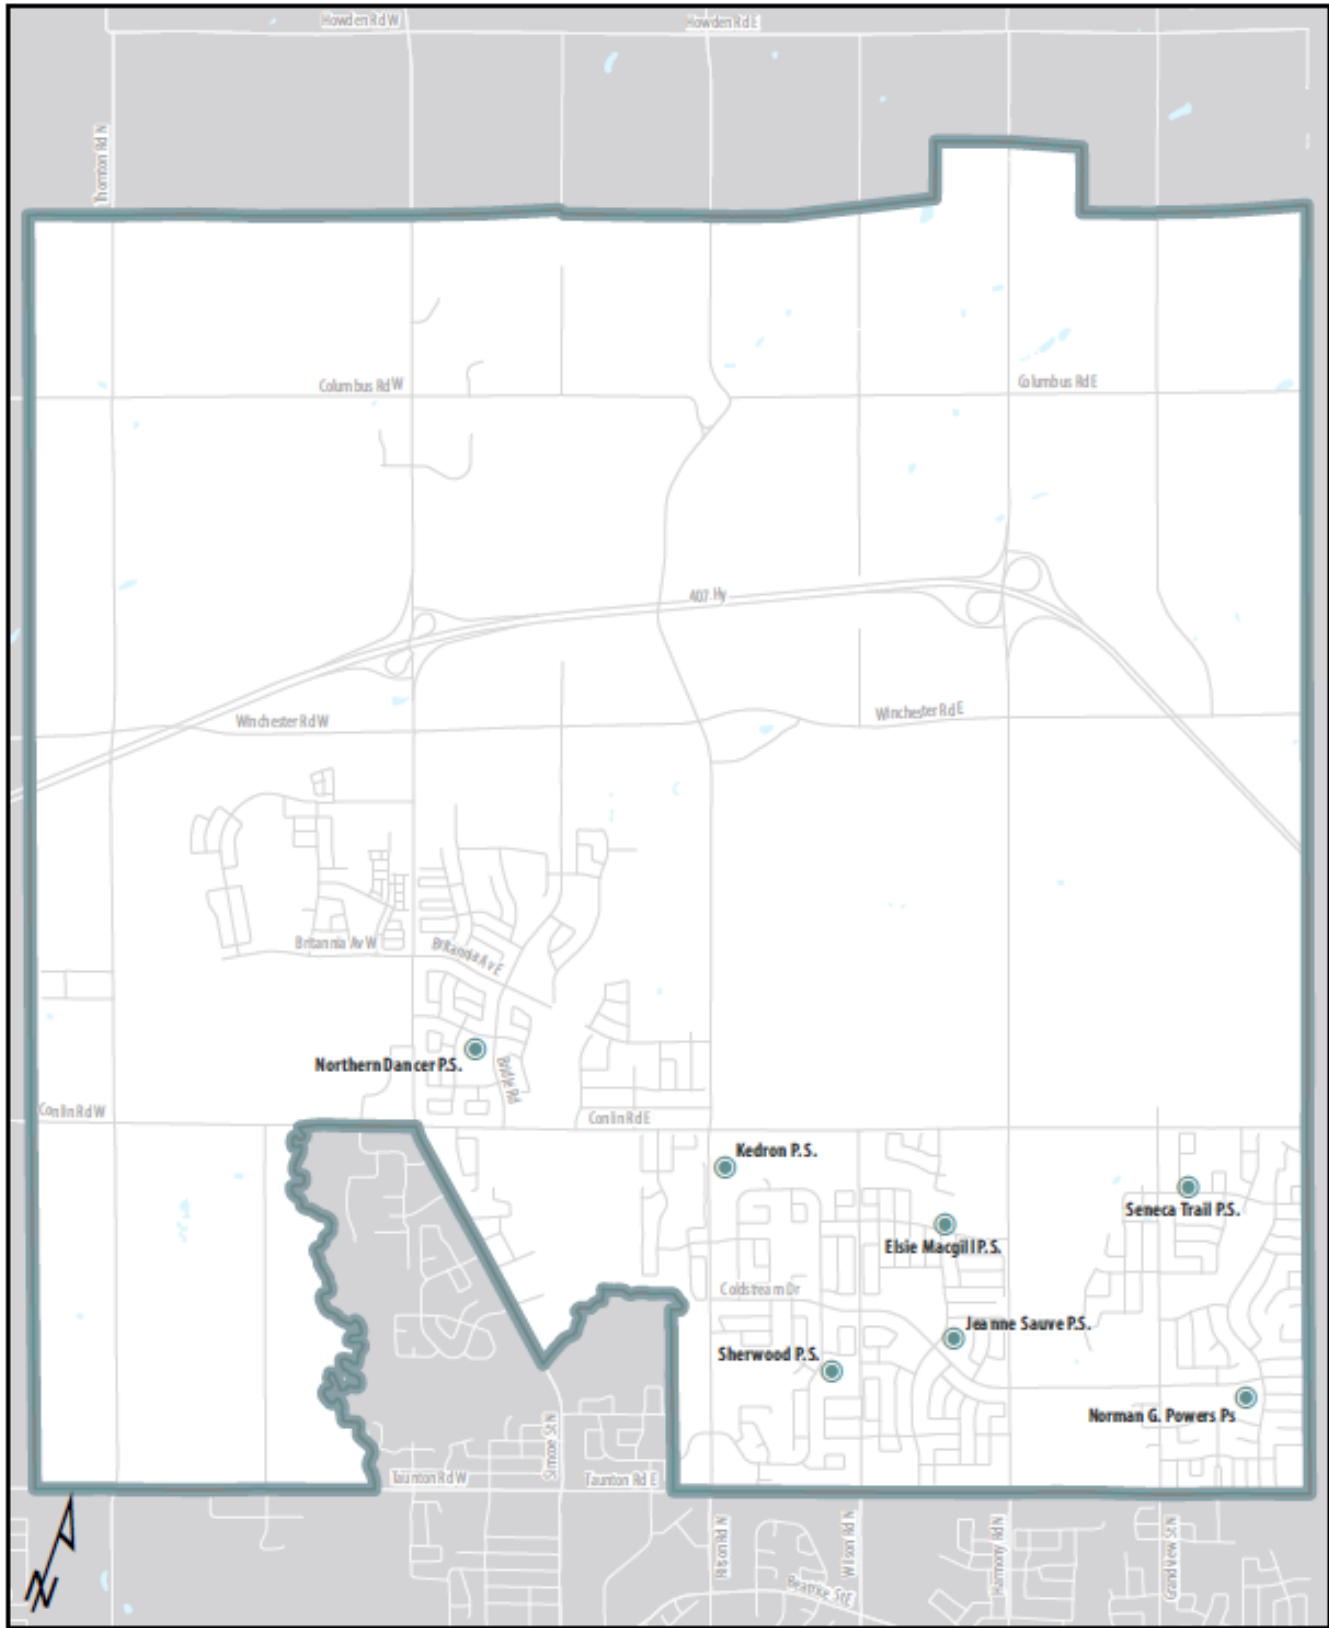 Howden Rd W
Howden Rd E
Thornton Rd N
Columbus Rd W
Columbus Rd E
407 Hy
Winchester Rd W
Winchester Rd E
Britannia Av W
Britannia Av E
Northern Dancer P.S.
Bridle Rd
Conlin Rd W
Conlin Rd E
Kedron P.S.
Seneca Trail P.S.
Elsie Macgill P.S.
Coldstream Dr
Jeanne Sauve P.S.
Sherwood P.S.
Norman G. Powers Ps
Simcoe St N
Taunton Rd W
Taunton Rd E
Ritson Rd N
Wilson Rd N
Harmony Rd N
Grandview St N
Beatrice St E
N